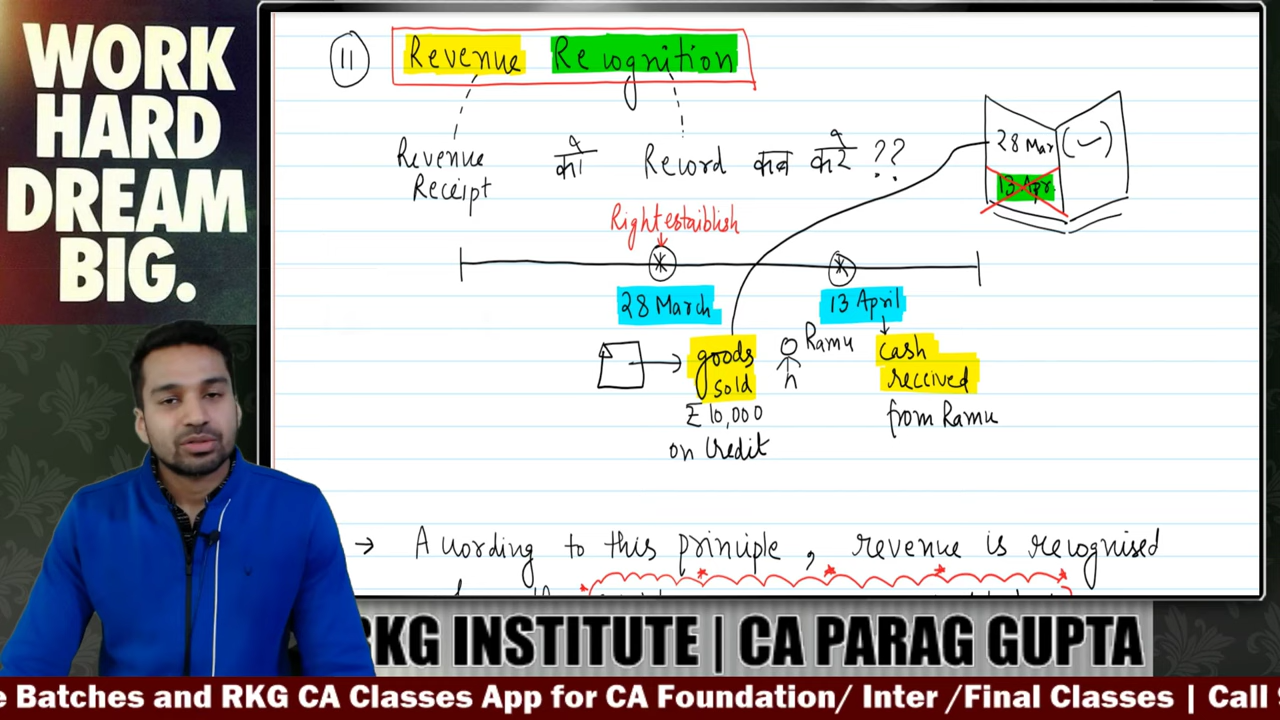 WORK
HARD
DREAM
BIG.
11 Revenue Recognition
Revenue
Receipt
को Record कब करे ??
28 Mar (✓)
13 Apr
Right estaiblish
28 March
13 April
goods
sold
₹ 10,000
on Credit
Ramu
cash
received
from Ramu
→ According to this priniple, revenue is recognised
RKG INSTITUTE | CA PARAG GUPTA
e Batches and RKG CA Classes App for CA Foundation/ Inter /Final Classes | Call